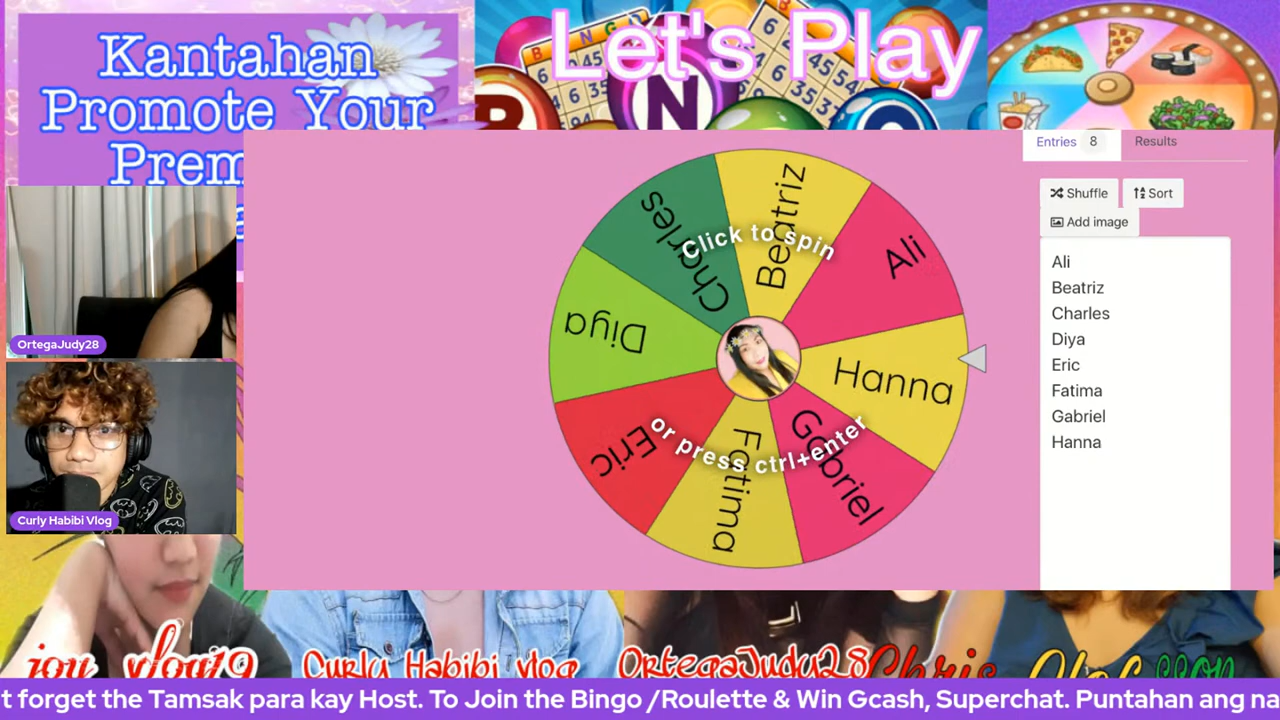 Kantahan
Promote Your
Prem
Let's Play
B I N G
N
Entries 8
Results
Shuffle
Sort
Add image
Ali
Beatriz
Charles
Diya
Eric
Fatima
Gabriel
Hanna
Click to spin
or press ctrl+enter
Beatriz
Ali
Hanna
Gabriel
Fatima
Eric
Diya
Charles
OrtegaJudy28
Curly Habibi Vlog
joy vlog19
Curly Habibi vlog
OrtegaJudy28
Chris
t forget the Tamsak para kay Host. To Join the Bingo /Roulette & Win Gcash, Superchat. Puntahan ang na